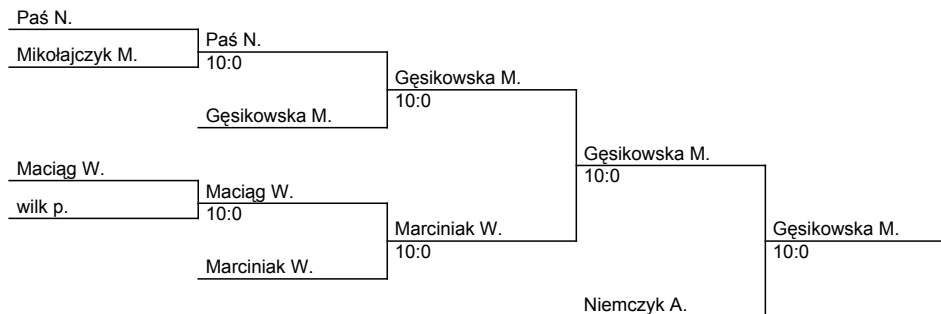 Paś N.
Mikołajczyk M.
Paś N.
10:0
Gęsikowska M.
Gęsikowska M.
10:0
Maciąg W.
wilk p.
Maciąg W.
10:0
Marciniak W.
Marciniak W.
10:0
Gęsikowska M.
10:0
Niemczyk A.
Gęsikowska M.
10:0